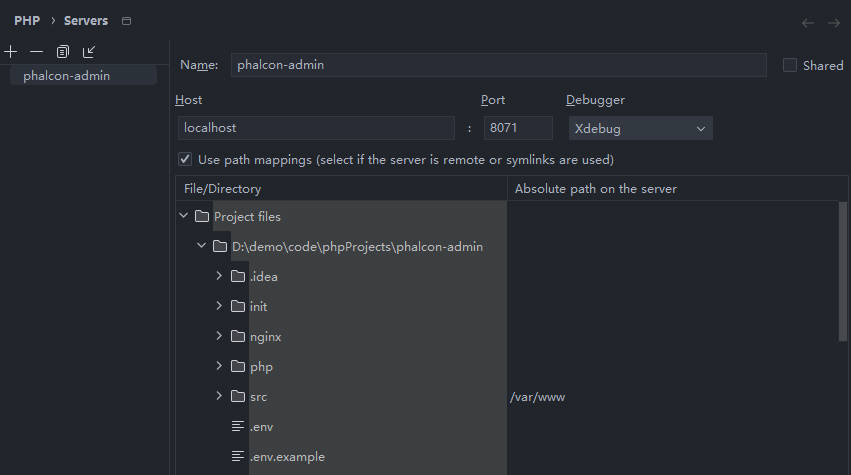 PHP › Servers
phalcon-admin
Name: phalcon-admin Shared
Host Port Debugger
localhost : 8071 Xdebug
Use path mappings (select if the server is remote or symlinks are used)
File/Directory Absolute path on the server
Project files
D:\demo\code\phpProjects\phalcon-admin
.idea
init
nginx
php
src /var/www
.env
.env.example